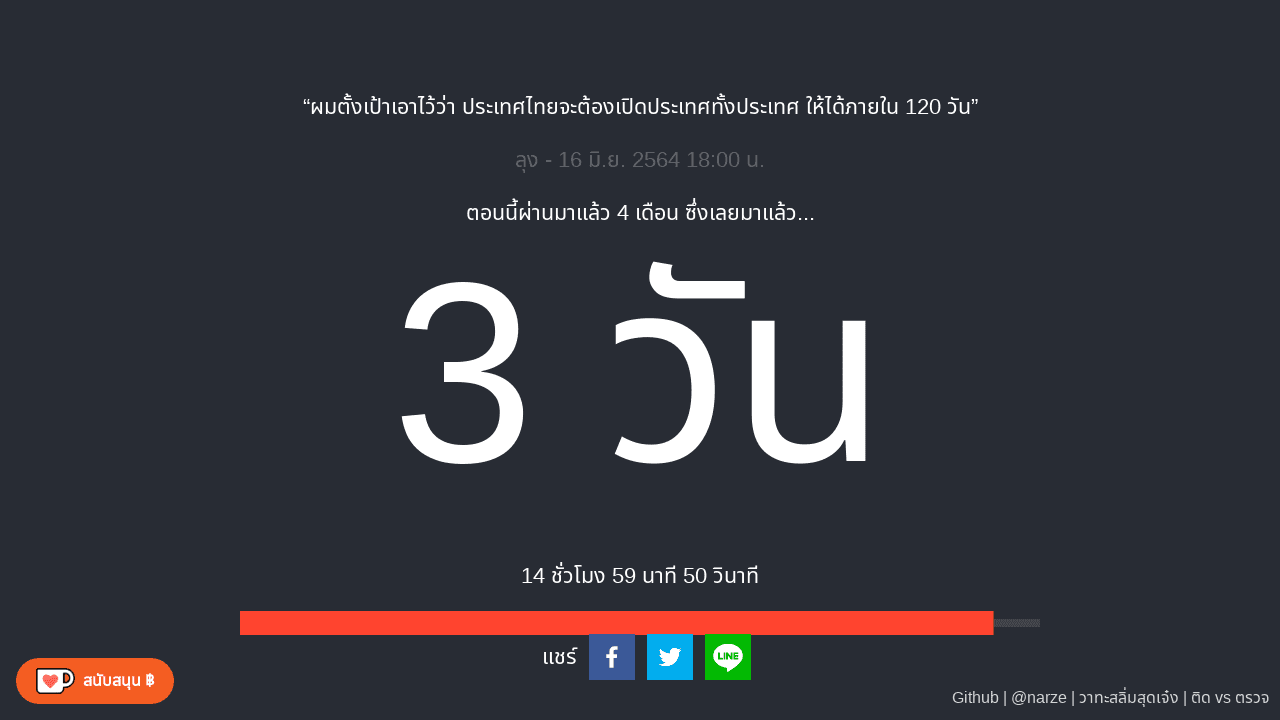 “ผมตั้งเป้าเอาไว้ว่า ประเทศไทยจะต้องเปิดประเทศทั้งประเทศ ให้ได้ภายใน 120 วัน”
ลุง - 16 มิ.ย. 2564 18:00 น.
ตอนนี้ผ่านมาแล้ว 4 เดือน ซึ่งเลยมาแล้ว...
3 วัน
14 ชั่วโมง 59 นาที 50 วินาที
แชร์
LINE
สนับสนุน ฿
Github | @narze | วาทะสลิ่มสุดเจ๋ง | ติด vs ตรวจ